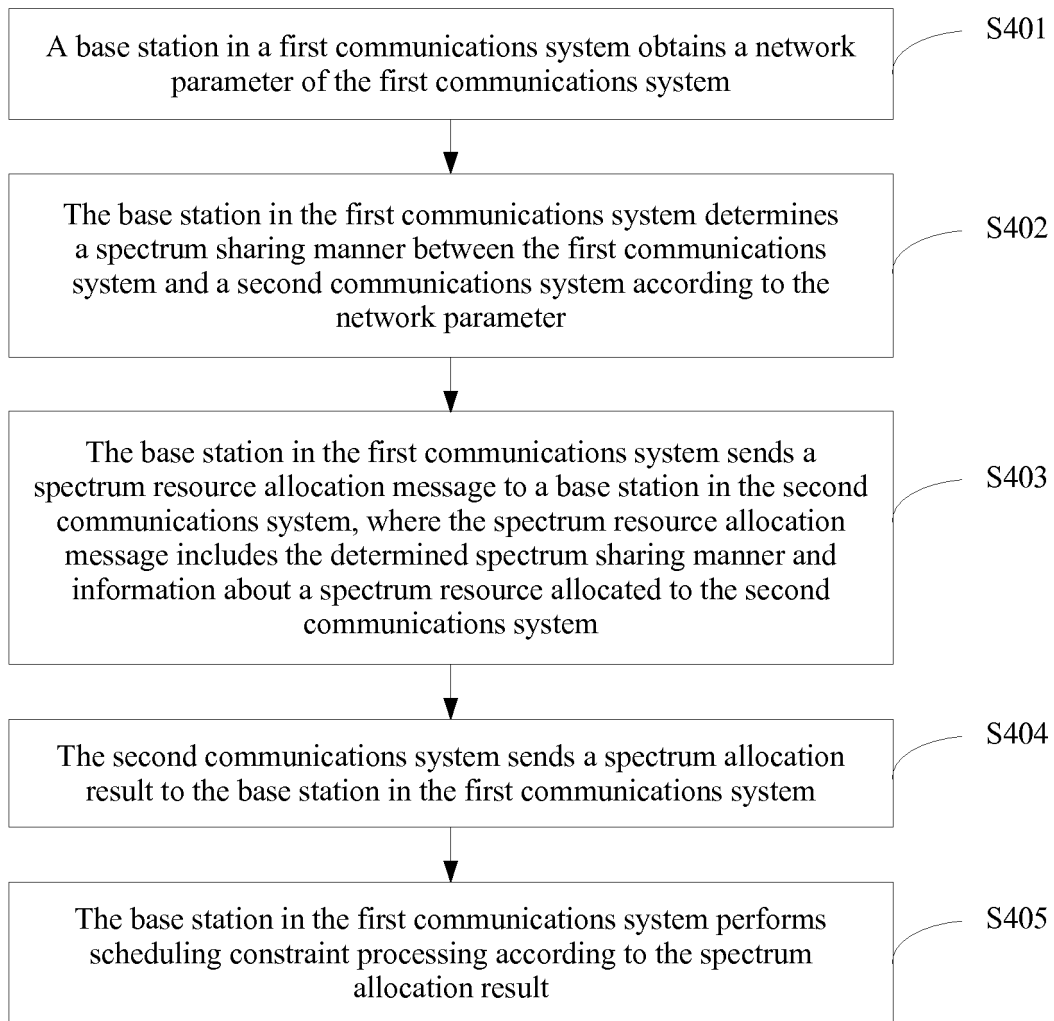 A base station in a first communications system obtains a network
parameter of the first communications system
S401
The base station in the first communications system determines
a spectrum sharing manner between the first communications
system and a second communications system according to the
network parameter
S402
The base station in the first communications system sends a
spectrum resource allocation message to a base station in the second
communications system, where the spectrum resource allocation
message includes the determined spectrum sharing manner and
information about a spectrum resource allocated to the second
communications system
S403
The second communications system sends a spectrum allocation
result to the base station in the first communications system
S404
The base station in the first communications system performs
scheduling constraint processing according to the spectrum
allocation result
S405